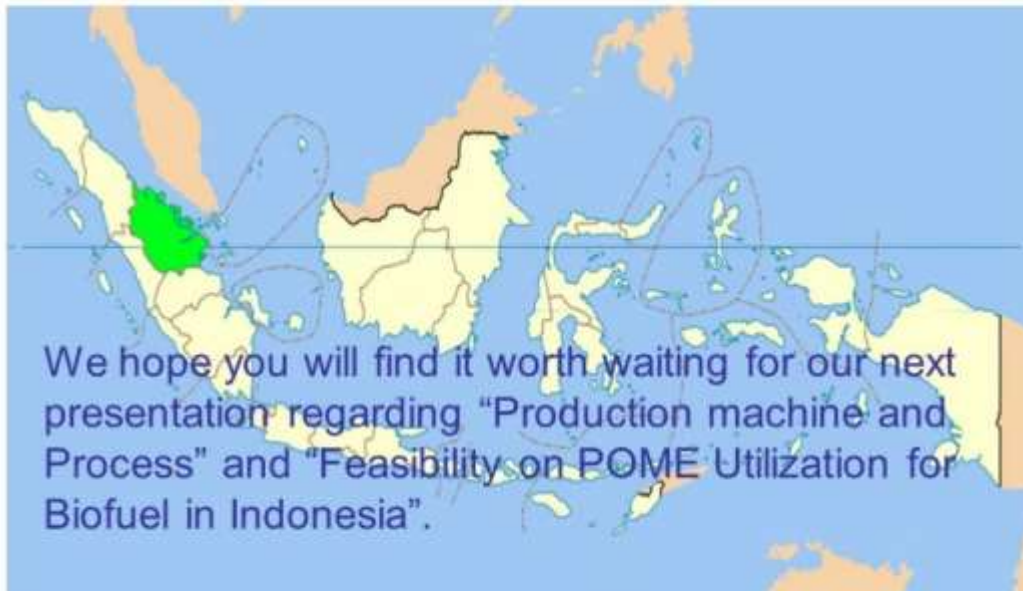 We hope you will find it worth waiting for our next
presentation regarding “Production machine and
Process” and “Feasibility on POME Utilization for
Biofuel in Indonesia”.